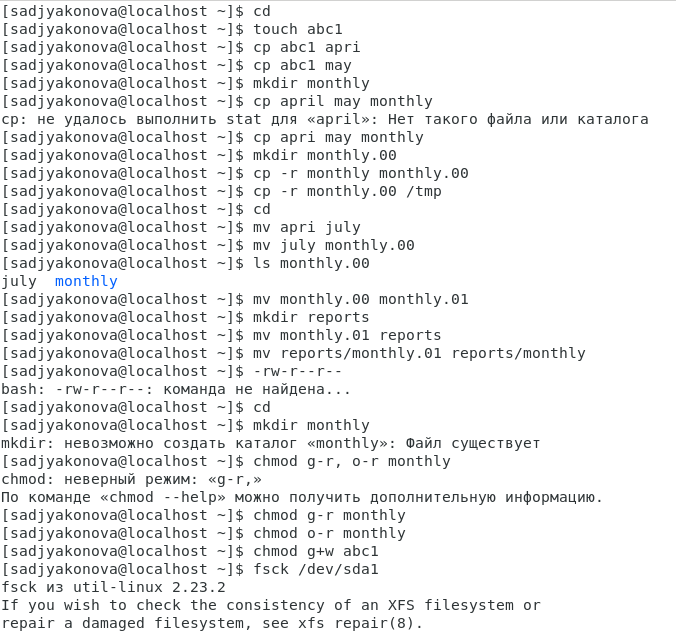 [sadjyakonova@localhost ~]$ cd
[sadjyakonova@localhost ~]$ touch abc1
[sadjyakonova@localhost ~]$ cp abc1 apri
[sadjyakonova@localhost ~]$ cp abc1 may
[sadjyakonova@localhost ~]$ mkdir monthly
[sadjyakonova@localhost ~]$ cp april may monthly
cp: не удалось выполнить stat для «april»: Нет такого файла или каталога
[sadjyakonova@localhost ~]$ cp apri may monthly
[sadjyakonova@localhost ~]$ mkdir monthly.00
[sadjyakonova@localhost ~]$ cp -r monthly monthly.00
[sadjyakonova@localhost ~]$ cp -r monthly.00 /tmp
[sadjyakonova@localhost ~]$ cd
[sadjyakonova@localhost ~]$ mv apri july
[sadjyakonova@localhost ~]$ mv july monthly.00
[sadjyakonova@localhost ~]$ ls monthly.00
july  monthly
[sadjyakonova@localhost ~]$ mv monthly.00 monthly.01
[sadjyakonova@localhost ~]$ mkdir reports
[sadjyakonova@localhost ~]$ mv monthly.01 reports
[sadjyakonova@localhost ~]$ mv reports/monthly.01 reports/monthly
[sadjyakonova@localhost ~]$ -rw-r--r--
bash: -rw-r--r--: команда не найдена...
[sadjyakonova@localhost ~]$ cd
[sadjyakonova@localhost ~]$ mkdir monthly
mkdir: невозможно создать каталог «monthly»: Файл существует
[sadjyakonova@localhost ~]$ chmod g-r, o-r monthly
chmod: неверный режим: «g-r,»
По команде «chmod --help» можно получить дополнительную информацию.
[sadjyakonova@localhost ~]$ chmod g-r monthly
[sadjyakonova@localhost ~]$ chmod o-r monthly
[sadjyakonova@localhost ~]$ chmod g+w abc1
[sadjyakonova@localhost ~]$ fsck /dev/sda1
fsck из util-linux 2.23.2
If you wish to check the consistency of an XFS filesystem or
repair a damaged filesystem, see xfs repair(8).